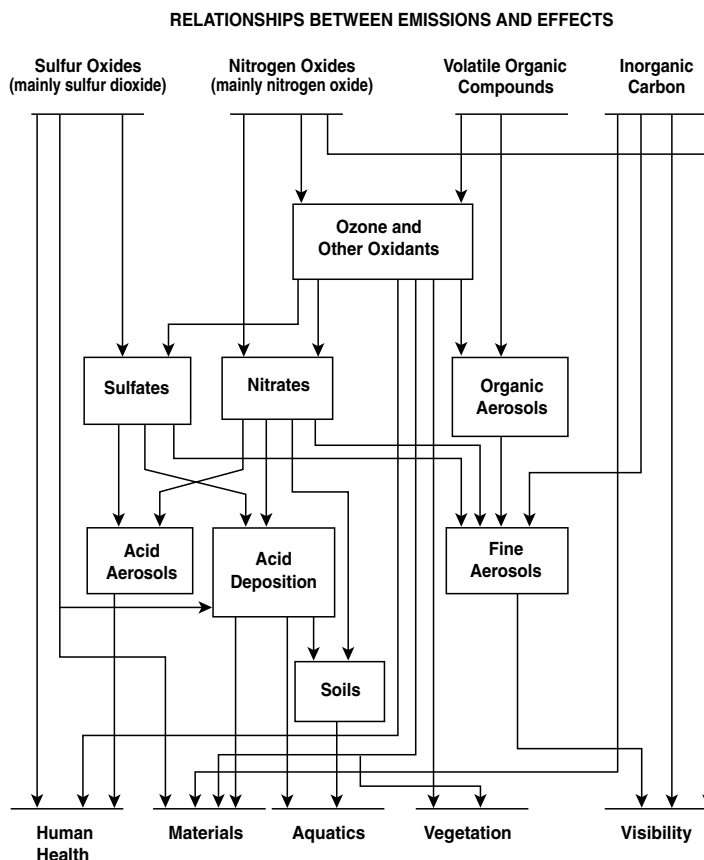 RELATIONSHIPS BETWEEN EMISSIONS AND EFFECTS
Sulfur Oxides
(mainly sulfur dioxide)
Nitrogen Oxides
(mainly nitrogen oxide)
Volatile Organic
Compounds
Inorganic
Carbon
Ozone and
Other Oxidants
Sulfates
Nitrates
Organic
Aerosols
Acid
Aerosols
Acid
Deposition
Fine
Aerosols
Soils
Human
Health
Materials
Aquatics
Vegetation
Visibility